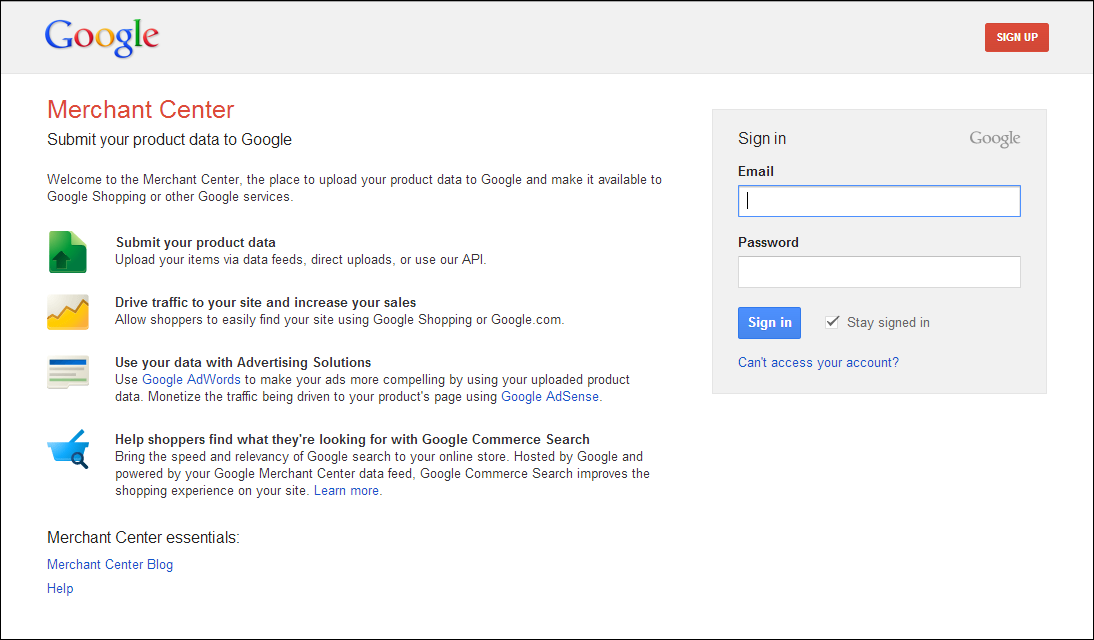 Google
SIGN UP
Merchant Center
Submit your product data to Google
Welcome to the Merchant Center, the place to upload your product data to Google and make it available to
Google Shopping or other Google services.
Submit your product data
Upload your items via data feeds, direct uploads, or use our API.
Drive traffic to your site and increase your sales
Allow shoppers to easily find your site using Google Shopping or Google.com.
Use your data with Advertising Solutions
Use Google AdWords to make your ads more compelling by using your uploaded product
data. Monetize the traffic being driven to your product's page using Google AdSense.
Help shoppers find what they're looking for with Google Commerce Search
Bring the speed and relevancy of Google search to your online store. Hosted by Google and
powered by your Google Merchant Center data feed, Google Commerce Search improves the
shopping experience on your site. Learn more.
Merchant Center essentials:
Merchant Center Blog
Help
Sign in
Google
Email
Password
Sign in
Stay signed in
Can't access your account?